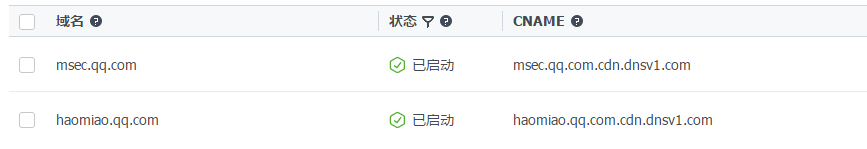 域名 状态 CNAME
msec.qq.com 已启动 msec.qq.com.cdn.dnsv1.com
haomiao.qq.com 已启动 haomiao.qq.com.cdn.dnsv1.com